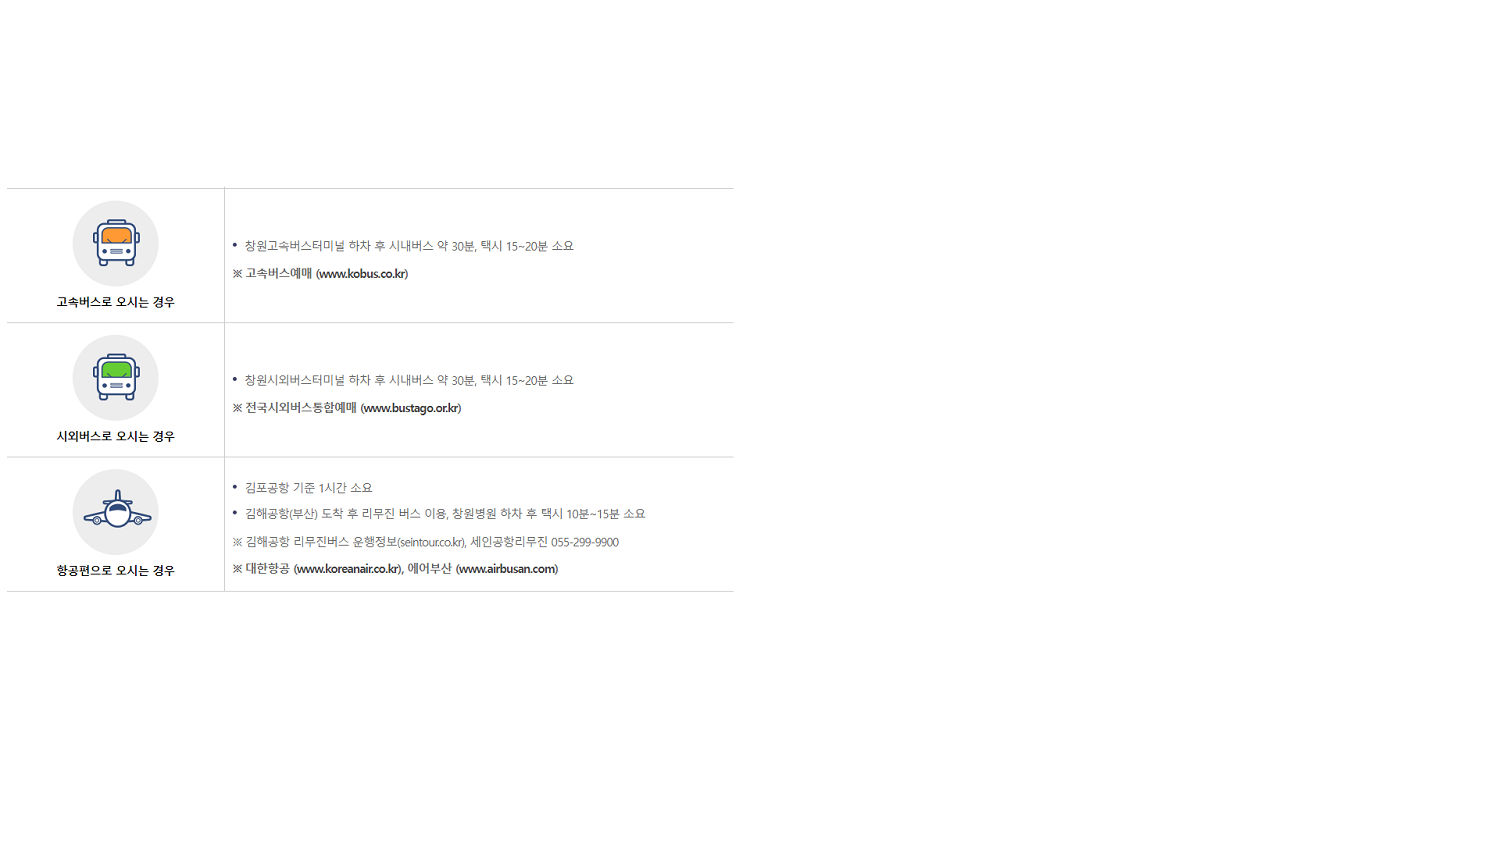 고속버스로 오시는 경우
• 창원고속버스터미널 하차 후 시내버스 약 30분, 택시 15~20분 소요
※ 고속버스예매 (www.kobus.co.kr)
시외버스로 오시는 경우
• 창원시외버스터미널 하차 후 시내버스 약 30분, 택시 15~20분 소요
※ 전국시외버스통합예매 (www.bustago.or.kr)
항공편으로 오시는 경우
• 김포공항 기준 1시간 소요
• 김해공항(부산) 도착 후 리무진 버스 이용, 창원병원 하차 후 택시 10분~15분 소요
※ 김해공항 리무진버스 운행정보(seintour.co.kr), 세인공항리무진 055-299-9900
※ 대한항공 (www.koreanair.co.kr), 에어부산 (www.airbusan.com)